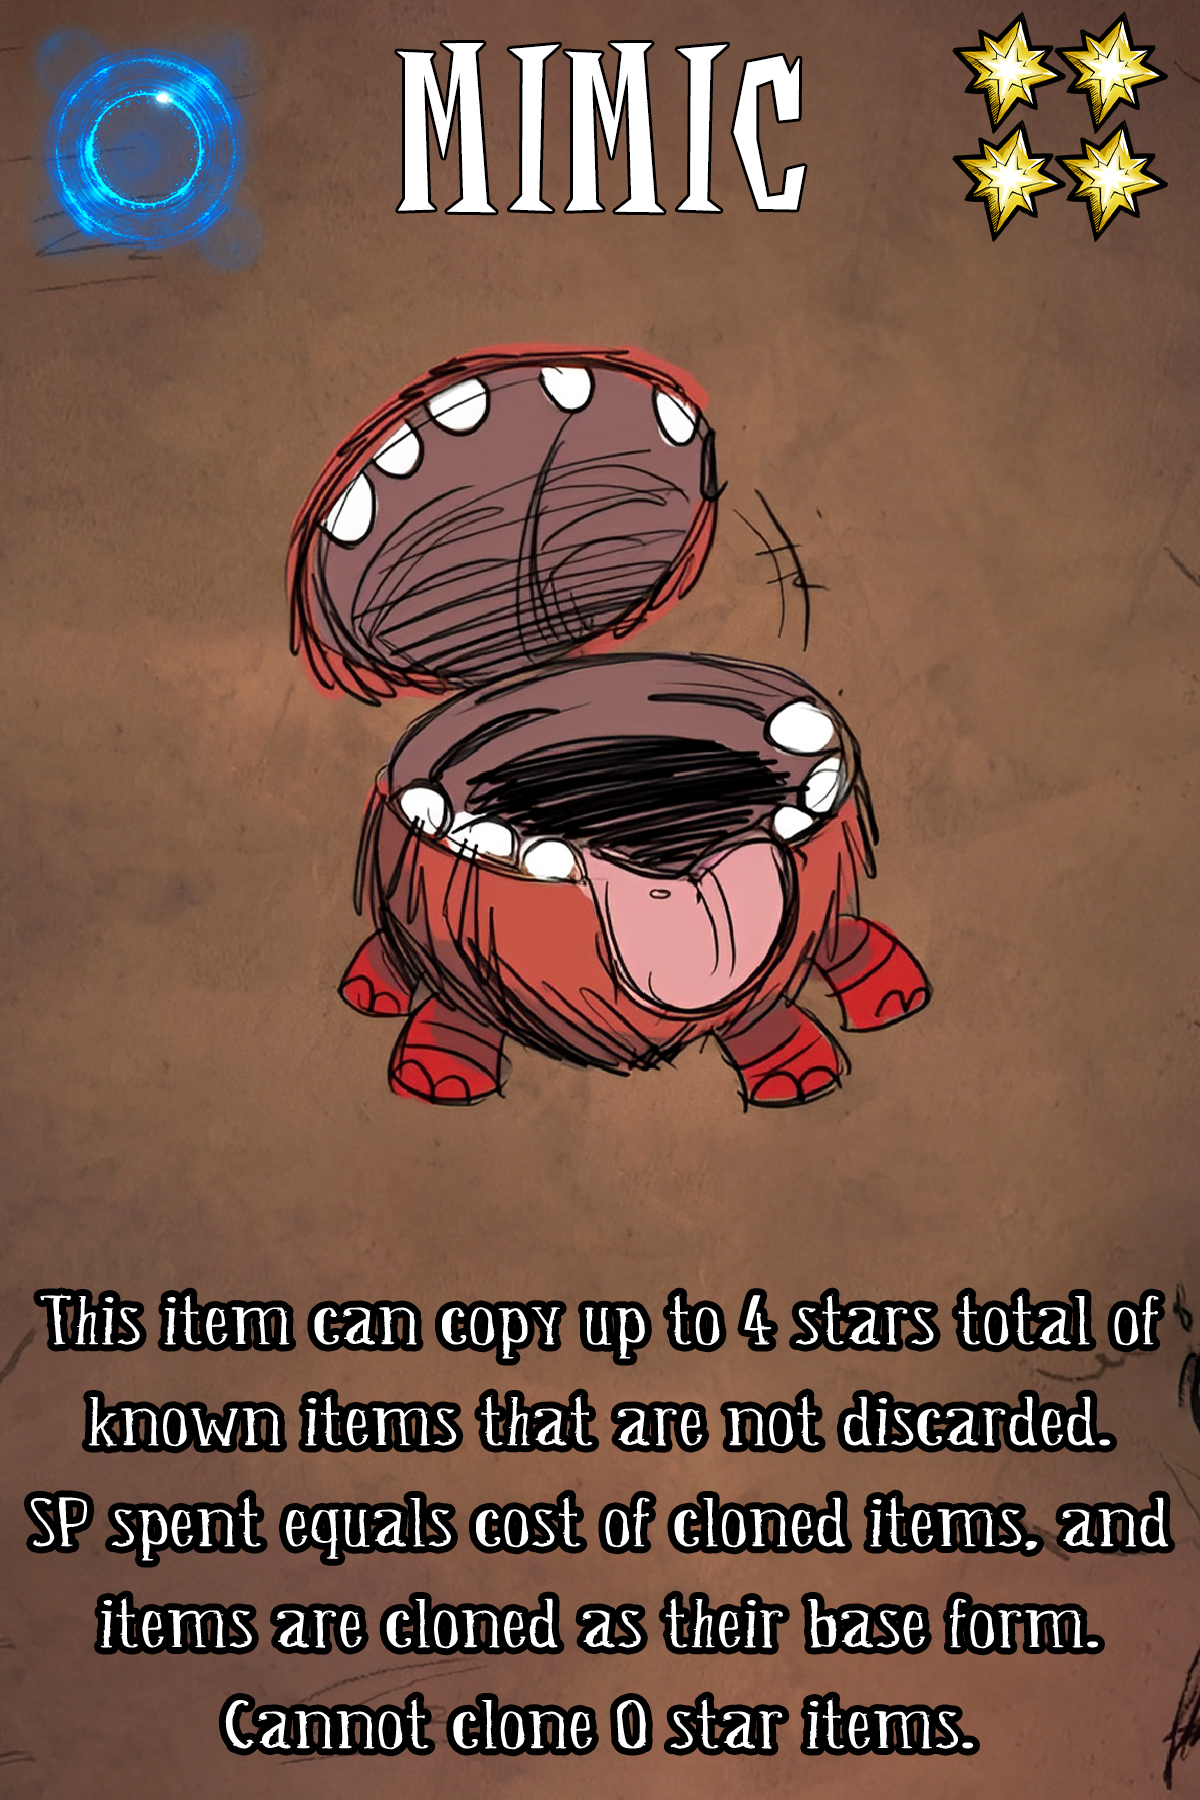 MIMIC
This item can copy up to 4 stars total of
known items that are not discarded.
SP spent equals cost of cloned items, and
items are cloned as their base form.
Cannot clone 0 star items.